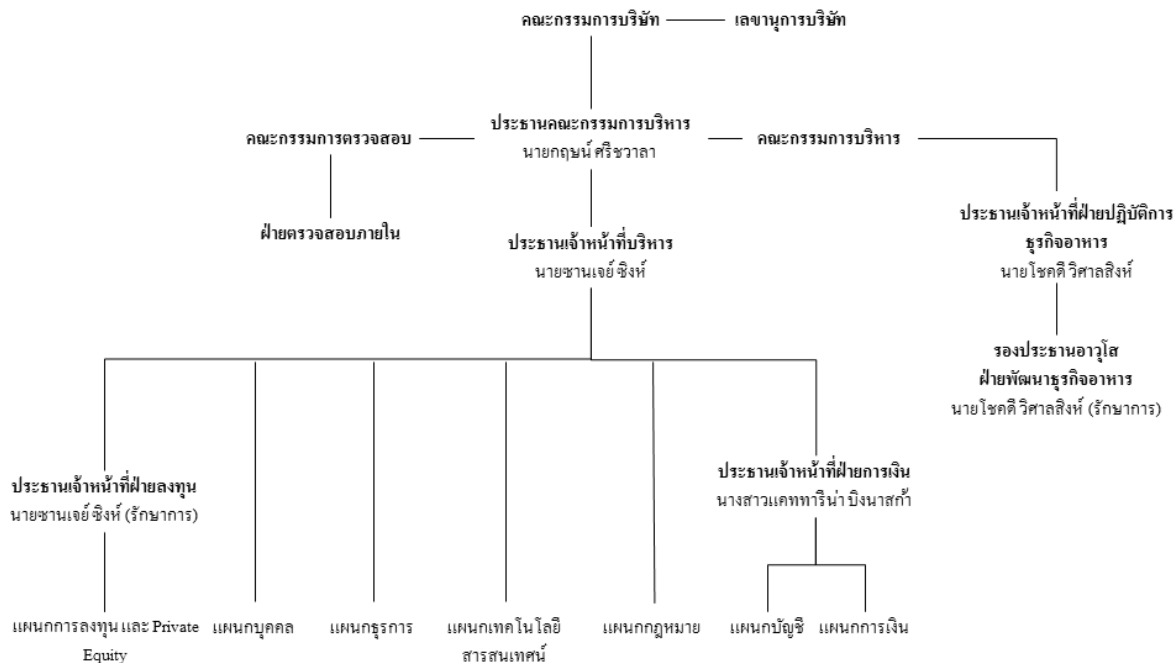 คณะกรรมการบริษัท
เลขานุการบริษัท
คณะกรรมการตรวจสอบ
ประธานคณะกรรมการบริหาร
นายกฤษน์ ศรีชวาลา
คณะกรรมการบริหาร
ฝ่ายตรวจสอบภายใน
ประธานเจ้าหน้าที่บริหาร
นายซานเจย์ ซิงห์
ประธานเจ้าหน้าที่ฝ่ายปฏิบัติการ
ธุรกิจอาหาร
นายโชคดี วิศาลสิงห์
รองประธานอาวุโส
ฝ่ายพัฒนาธุรกิจอาหาร
นายโชคดี วิศาลสิงห์ (รักษาการ)
ประธานเจ้าหน้าที่ฝ่ายลงทุน
นายซานเจย์ ซิงห์ (รักษาการ)
ประธานเจ้าหน้าที่ฝ่ายการเงิน
นางสาวแคททารีน่า บิงนาสก้า
แผนกการลงทุน และ Private
Equity
แผนกบุคคล
แผนกธุรการ
แผนกเทคโนโลยี
สารสนเทศน์
แผนกกฎหมาย
แผนกบัญชี
แผนกการเงิน